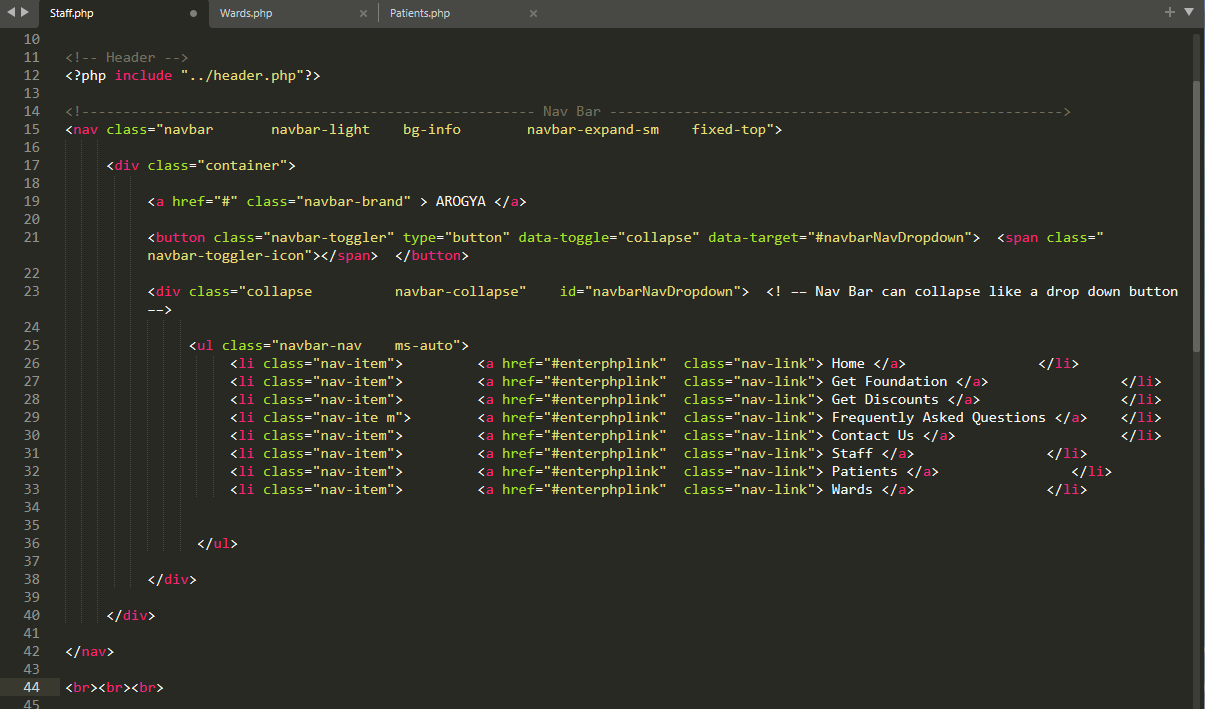 Staff.php Wards.php Patients.php
10
11 <!-- Header -->
12 <?php include "../header.php"?>
13
14 <!------------------------------------------------------- Nav Bar ------------------------------------------------------->
15 <nav class="navbar navbar-light bg-info navbar-expand-sm fixed-top">
16
17 <div class="container">
18
19 <a href="#" class="navbar-brand" > AROGYA </a>
20
21 <button class="navbar-toggler" type="button" data-toggle="collapse" data-target="#navbarNavDropdown"> <span class="
navbar-toggler-icon"></span> </button>
22
23 <div class="collapse navbar-collapse" id="navbarNavDropdown"> <! –– Nav Bar can collapse like a drop down button
––>
24
25 <ul class="navbar-nav ms-auto">
26 <li class="nav-item"> <a href="#enterphplink" class="nav-link"> Home </a> </li>
27 <li class="nav-item"> <a href="#enterphplink" class="nav-link"> Get Foundation </a> </li>
28 <li class="nav-item"> <a href="#enterphplink" class="nav-link"> Get Discounts </a> </li>
29 <li class="nav-ite m"> <a href="#enterphplink" class="nav-link"> Frequently Asked Questions </a> </li>
30 <li class="nav-item"> <a href="#enterphplink" class="nav-link"> Contact Us </a> </li>
31 <li class="nav-item"> <a href="#enterphplink" class="nav-link"> Staff </a> </li>
32 <li class="nav-item"> <a href="#enterphplink" class="nav-link"> Patients </a> </li>
33 <li class="nav-item"> <a href="#enterphplink" class="nav-link"> Wards </a> </li>
34
35
36 </ul>
37
38 </div>
39
40 </div>
41
42 </nav>
43
44 <br><br><br>
45